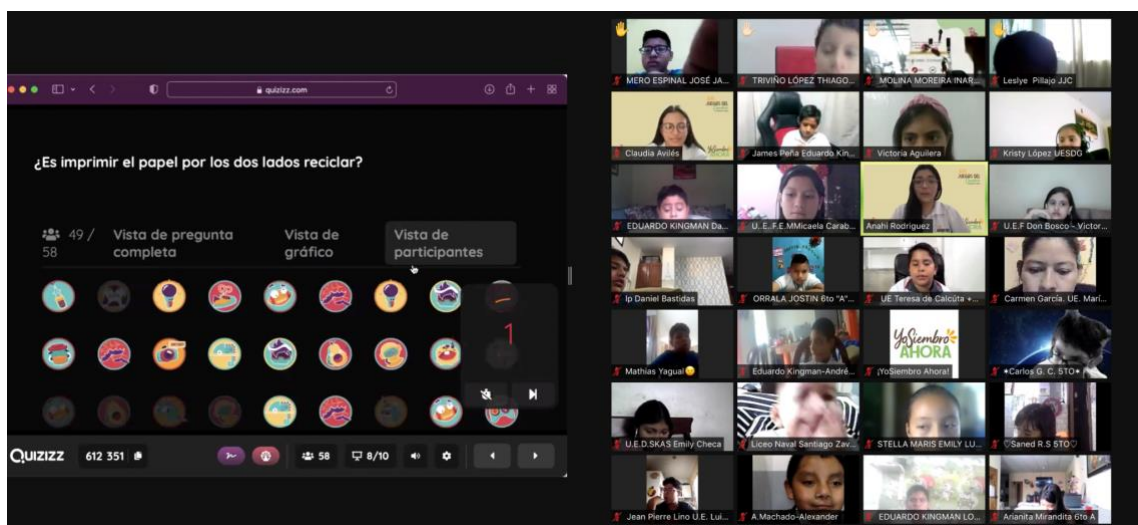 quizizz.com
¿Es imprimir el papel por los dos lados reciclar?
49 /
58
Vista de pregunta
completa
Vista de
gráfico
Vista de
participantes
1
QUIZIZZ
612 351
58
8/10
MERO ESPINAL JOSÉ JA...
TRIVIÑO LÓPEZ THIAGO...
MOLINA MOREIRA INAR...
Leslye Pillajo JJC
Claudia Avilés
James Peña Eduardo Kin...
Victoria Aguilera
Kristy López UESDG
EDUARDO KINGMAN Da...
U. E. F.E.MMicaela Carab...
Anahi Rodriguez
U.E.F Don Bosco - Victor...
Ip Daniel Bastidas
ORRALA JOSTIN 6to "A"...
UE Teresa de Calcúta +...
Carmen García. UE. Marí...
Mathias Yagual
Eduardo Kingman-André...
YoSiembro
AHORA
¡YoSiembro Ahora!
•Carlos G. C. 5TO•
U.E.D.SKAS Emily Checa
Liceo Naval Santiago Zav...
STELLA MARIS EMILY LU...
♡Saned R.S 5TO♡
Jean Pierre Lino U.E. Lui...
A.Machado-Alexander
EDUARDO KINGMAN LO...
Arianita Mirandita 6to A